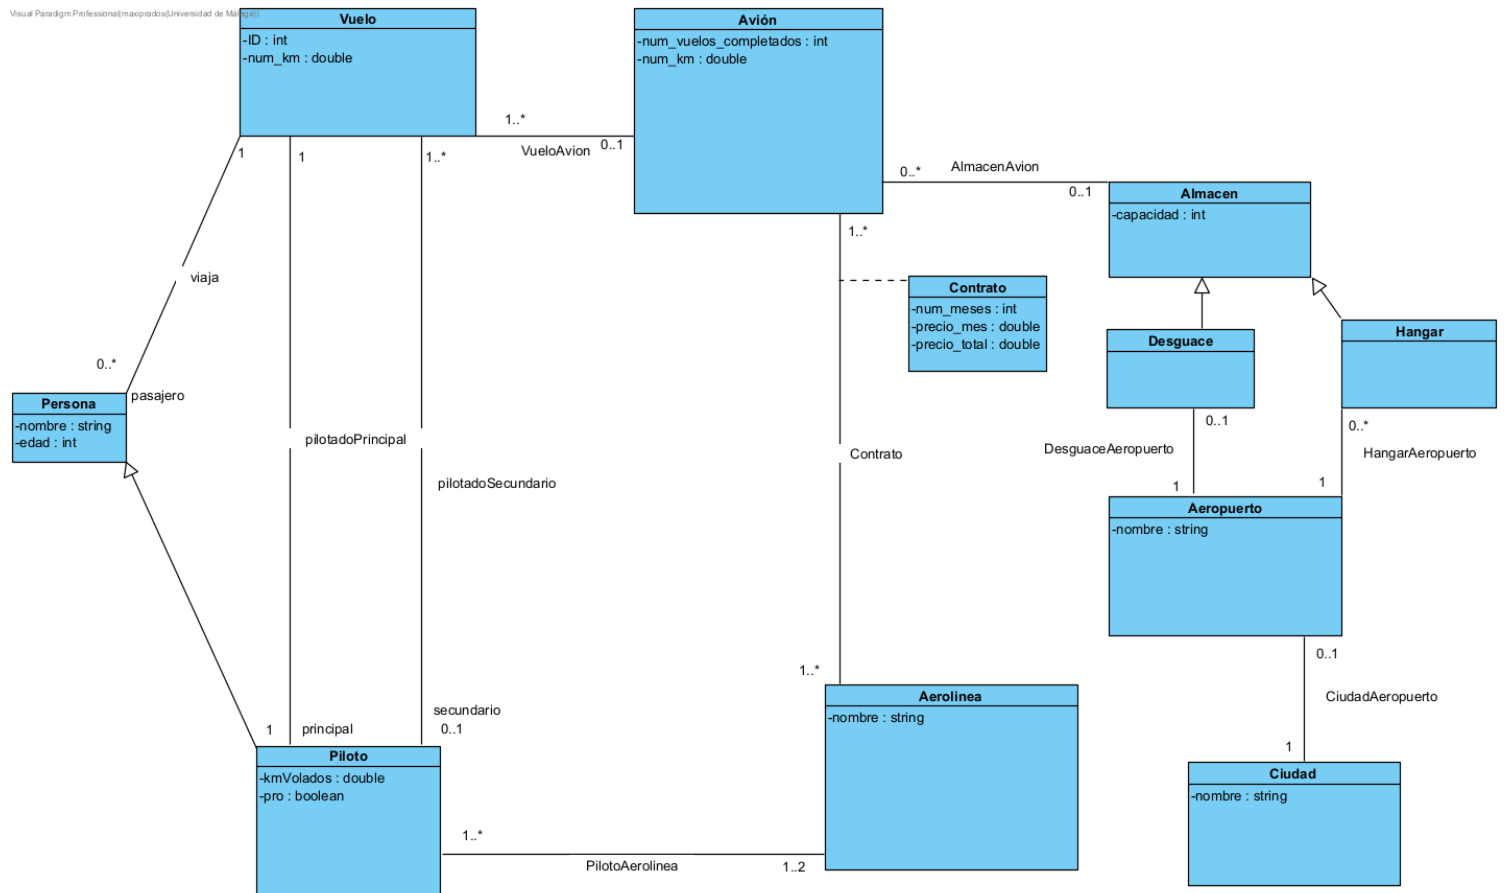 Visual Paradigm Professional(maxiprados(Universidad de Málaga))
Vuelo
-ID : int
-num_km : double
Avión
-num_vuelos_completados : int
-num_km : double
1..*
VueloAvion
0..1
1
1
1..*
0..*
AlmacenAvion
0..1
Almacen
-capacidad : int
1..*
viaja
Contrato
-num_meses : int
-precio_mes : double
-precio_total : double
Desguace
Hangar
0..*
pasajero
Persona
-nombre : string
-edad : int
pilotadoPrincipal
pilotadoSecundario
Contrato
0..1
DesguaceAeropuerto
1
0..*
HangarAeropuerto
1
Aeropuerto
-nombre : string
0..1
CiudadAeropuerto
1
1..*
Aerolinea
-nombre : string
secundario
0..1
1
principal
Piloto
-kmVolados : double
-pro : boolean
Ciudad
-nombre : string
1..*
PilotoAerolinea
1..2